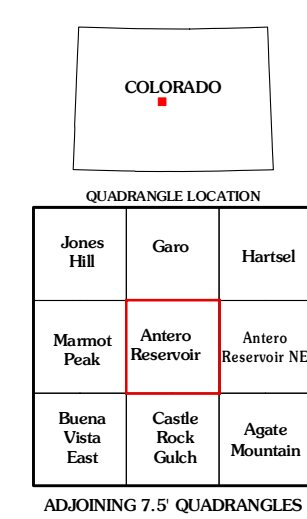 COLORADO
QUADRANGLE LOCATION
Jones
Hill
Garo
Hartsel
Marmot
Peak
Antero
Reservoir
Antero
Reservoir NE
Buena
Vista
East
Castle
Rock
Gulch
Agate
Mountain
ADJOINING 7.5' QUADRANGLES